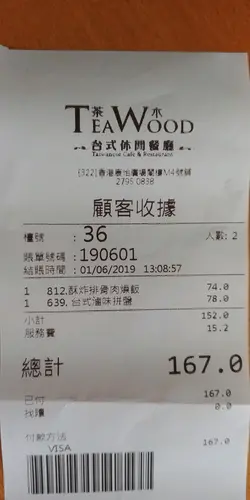 茶 木
TEAWOOD
台式休閒餐廳
Taiwanese Cafe & Restaurant
2795 0838
顧客收據
檯號 : 36 人數: 2
賬單號碼 : 190601
結賬時間 : 01/06/2019 13:08:57
1 812.酥炸排骨肉燥飯 74.0
1 639. 台式滷味拼盤 78.0
小計 152.0
服務費 15.2
總計 167.0
已付 167.0
找贖 0.0
付款方法
VISA 167.0